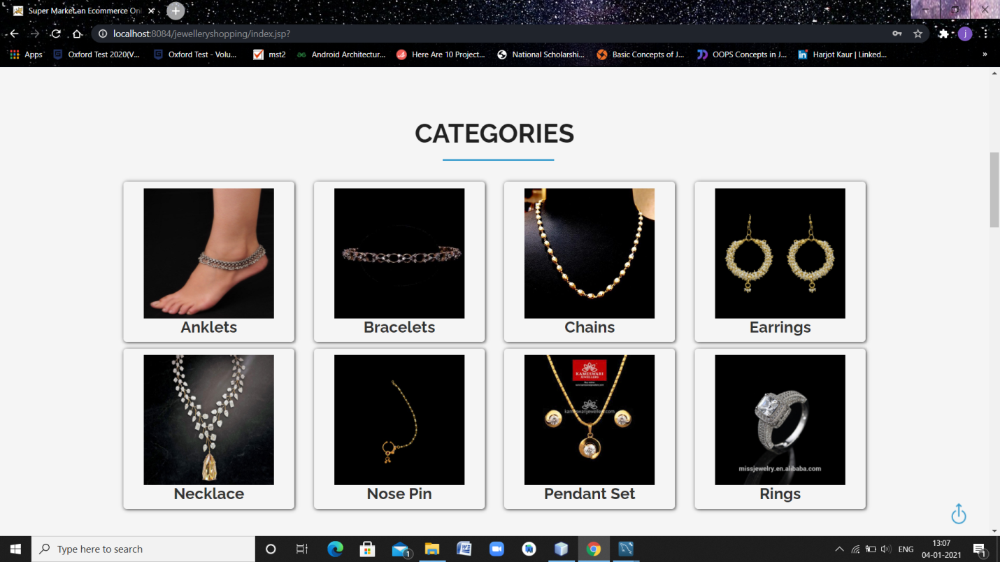 Super Market an Ecommerce Onl
localhost:8084/jewelleryshopping/index.jsp?
j
Apps
Oxford Test 2020(V...
Oxford Test - Volu...
mst2
Android Architectur...
Here Are 10 Project...
National Scholarshi...
Basic Concepts of J...
OOPS Concepts in J...
Harjot Kaur | Linked...
»
CATEGORIES
Anklets
Bracelets
Chains
Earrings
KAMESWARI
JEWELLERS
kameswarijewellers.com
missjewelry.en.alibaba.com
Necklace
Nose Pin
Pendant Set
Rings
Type here to search
1
ENG
13:07
04-01-2021
1